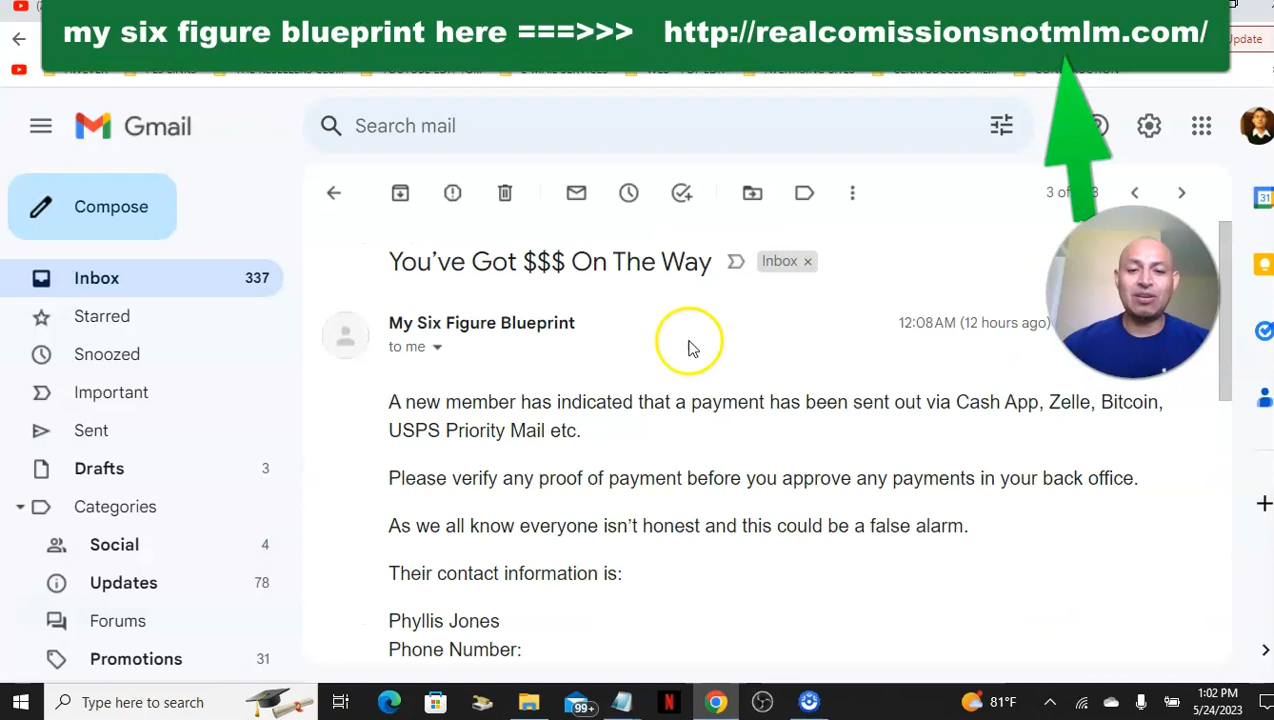 my six figure blueprint here ===>>> http://realcomissionsnotmlm.com/
Update
Gmail
Search mail
Compose
3 of
Inbox 337
Starred
Snoozed
Important
Sent
Drafts 3
Categories
Social 4
Updates 78
Forums
Promotions 31
You've Got $$$ On The Way
Inbox ×
My Six Figure Blueprint
12:08 AM (12 hours ago)
to me
A new member has indicated that a payment has been sent out via Cash App, Zelle, Bitcoin,
USPS Priority Mail etc.
Please verify any proof of payment before you approve any payments in your back office.
As we all know everyone isn't honest and this could be a false alarm.
Their contact information is:
Phyllis Jones
Phone Number:
Type here to search
99+
81°F
1:02 PM
5/24/2023